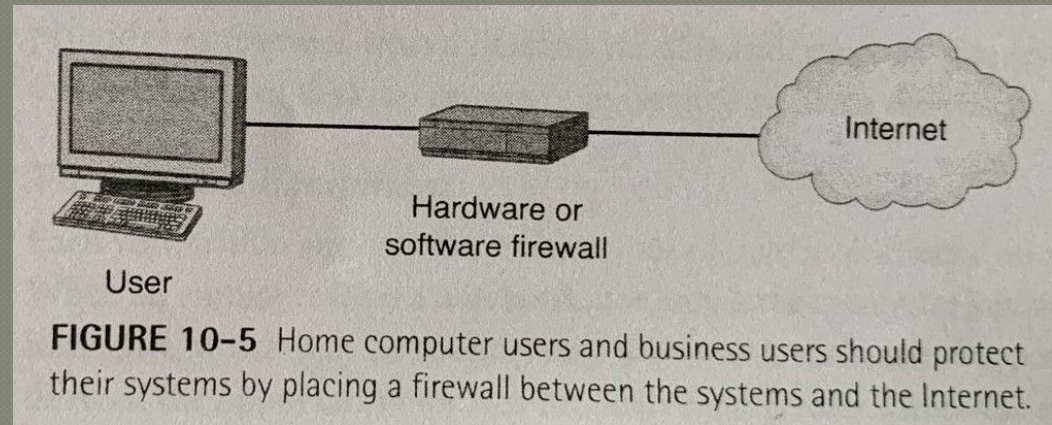 Internet
Hardware or
software firewall
User
FIGURE 10–5 Home computer users and business users should protect
their systems by placing a firewall between the systems and the Internet.